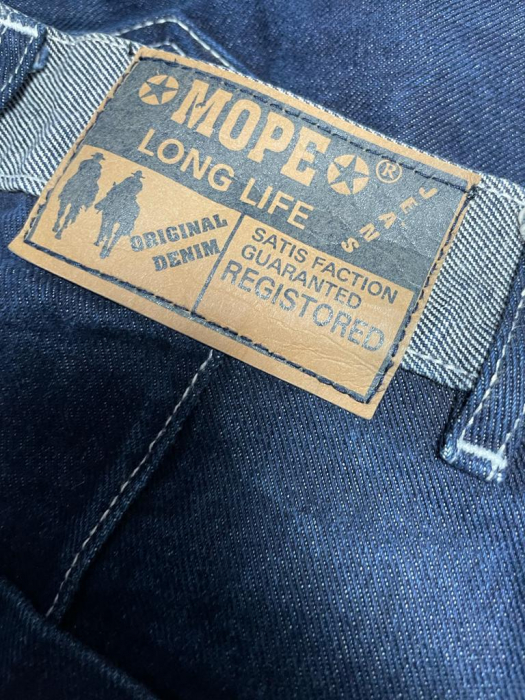 MOPE ®
JEANS
LONG LIFE
ORIGINAL
DENIM
SATIS FACTION
GUARANTED
REGISTORED